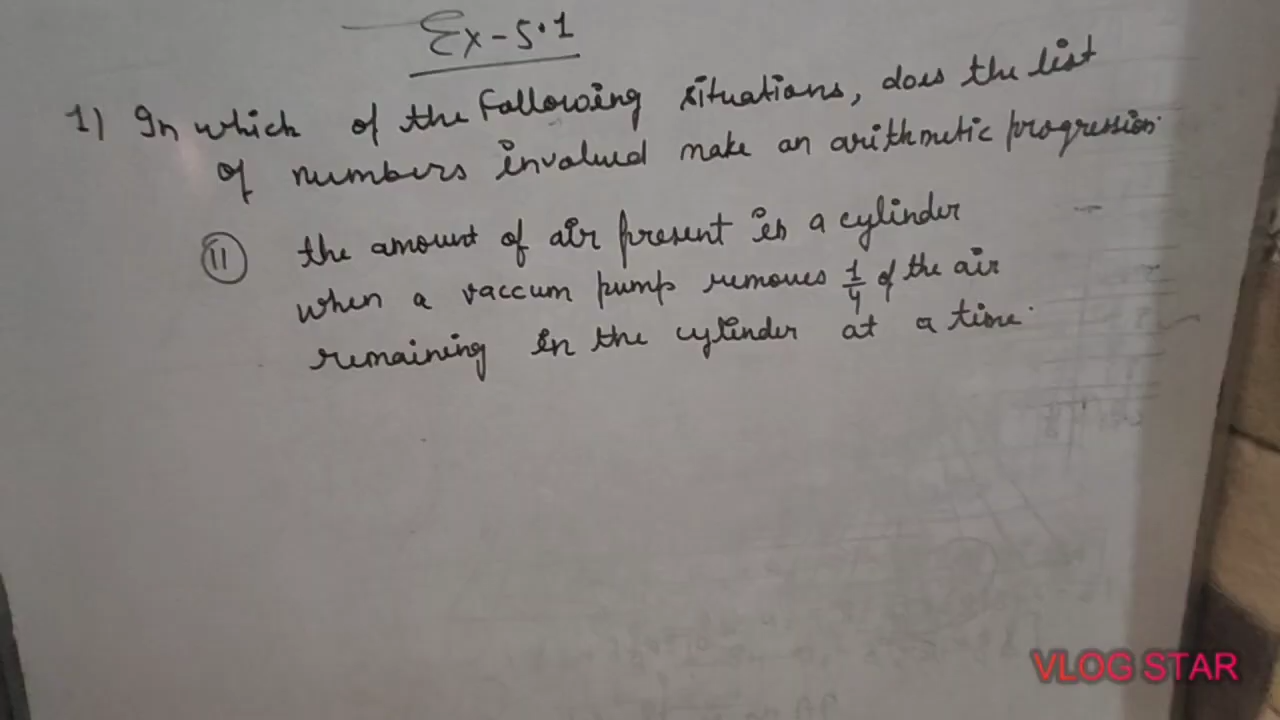 Ex-5.1
1) In which of the following situations, does the list
of numbers involued make an arithmetic progression.
(11) the amount of air present in a cylinder
when a vaccum pump removes 1/4 of the air
remaining in the cylinder at a time.
VLOG STAR